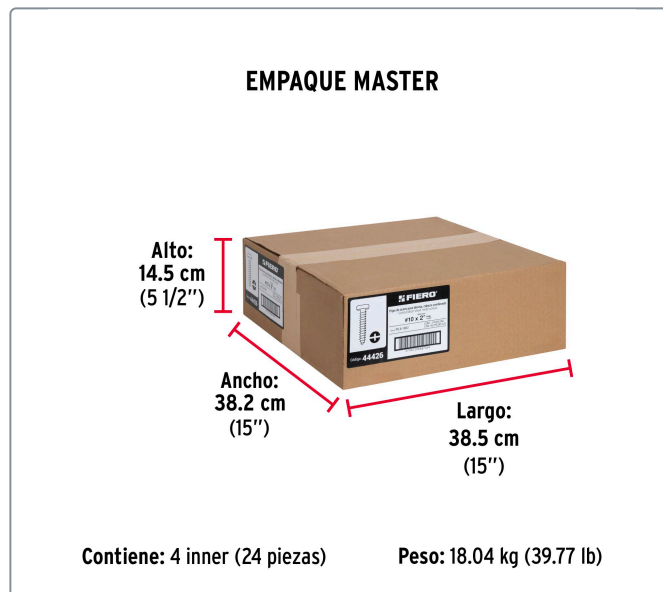 EMPAQUE MASTER
Alto:
14.5 cm
(5 1/2’’)
FIERO
#10 x 2"
Código: 44426
Ancho:
38.2 cm
(15’’)
Largo:
38.5 cm
(15’’)
Contiene: 4 inner (24 piezas)
Peso: 18.04 kg (39.77 lb)